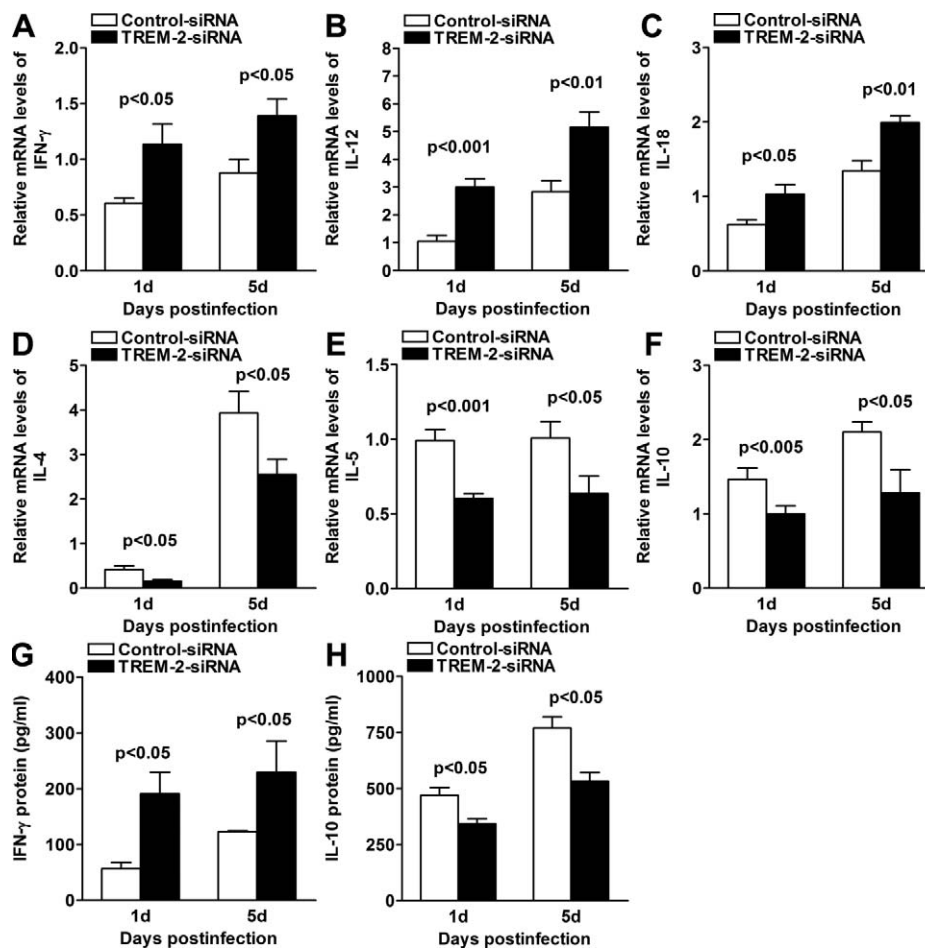 A
Control-siRNA
TREM-2-siRNA
Relative mRNA levels of
IFN-γ
2.0
1.5
1.0
0.5
0.0
p<0.05
p<0.05
1d
5d
Days postinfection
B
Control-siRNA
TREM-2-siRNA
Relative mRNA levels of
IL-12
8
7
6
5
4
3
2
1
0
p<0.001
p<0.01
1d
5d
Days postinfection
C
Control-siRNA
TREM-2-siRNA
Relative mRNA levels of
IL-18
3
2
1
0
p<0.05
p<0.01
1d
5d
Days postinfection
D
Control-siRNA
TREM-2-siRNA
Relative mRNA levels of
IL-4
5
4
3
2
1
0
p<0.05
p<0.05
1d
5d
Days postinfection
E
Control-siRNA
TREM-2-siRNA
Relative mRNA levels of
IL-5
1.5
1.0
0.5
0.0
p<0.001
p<0.05
1d
5d
Days postinfection
F
Control-siRNA
TREM-2-siRNA
Relative mRNA levels of
IL-10
3
2
1
0
p<0.005
p<0.05
1d
5d
Days postinfection
G
Control-siRNA
TREM-2-siRNA
IFN-γ protein (pg/ml)
400
300
200
100
0
p<0.05
p<0.05
1d
5d
Days postinfection
H
Control-siRNA
TREM-2-siRNA
IL-10 protein (pg/ml)
1000
750
500
250
0
p<0.05
p<0.05
1d
5d
Days postinfection